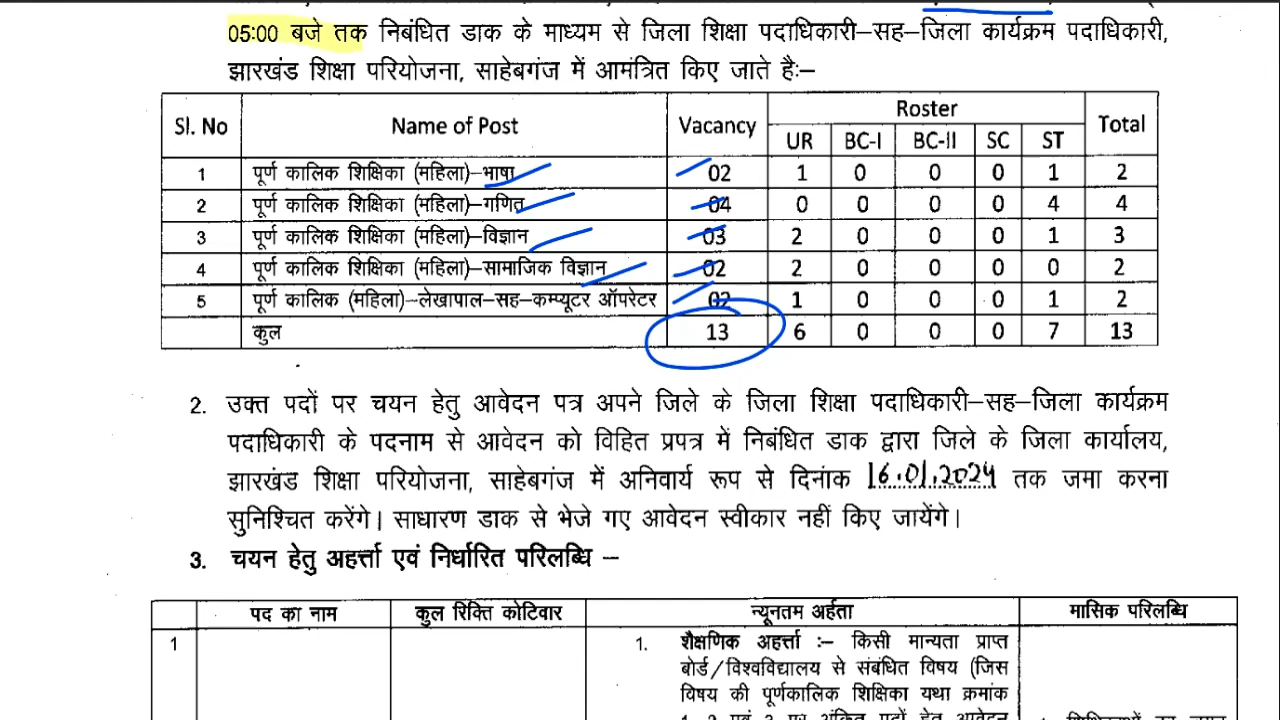 05:00 बजे तक निबंधित डाक के माध्यम से जिला शिक्षा पदाधिकारी–सह–जिला कार्यक्रम पदाधिकारी,
झारखंड शिक्षा परियोजना, साहेबगंज में आमंत्रित किए जाते हैः–
Sl. No Name of Post Vacancy Roster Total
UR BC-I BC-II SC ST
1 पूर्ण कालिक शिक्षिका (महिला)–भाषा 02 1 0 0 0 1 2
2 पूर्ण कालिक शिक्षिका (महिला)–गणित 04 0 0 0 0 4 4
3 पूर्ण कालिक शिक्षिका (महिला)–विज्ञान 03 2 0 0 0 1 3
4 पूर्ण कालिक शिक्षिका (महिला)–सामाजिक विज्ञान 02 2 0 0 0 0 2
5 पूर्ण कालिक (महिला)–लेखापाल–सह–कम्प्यूटर ऑपरेटर 02 1 0 0 0 1 2
कुल 13 6 0 0 0 7 13
2. उक्त पदों पर चयन हेतु आवेदन पत्र अपने जिले के जिला शिक्षा पदाधिकारी–सह–जिला कार्यक्रम
पदाधिकारी के पदनाम से आवेदन को विहित प्रपत्र में निबंधित डाक द्वारा जिले के जिला कार्यालय,
झारखंड शिक्षा परियोजना, साहेबगंज में अनिवार्य रूप से दिनांक 16.01.2024 तक जमा करना
सुनिश्चित करेंगे। साधारण डाक से भेजे गए आवेदन स्वीकार नहीं किए जायेंगे।
3. चयन हेतु अहर्त्ता एवं निर्धारित परिलब्धि –
पद का नाम कुल रिक्ति कोटिवार न्यूनतम अर्हता मासिक परिलब्धि
1 1. शैक्षणिक अहर्त्ता :– किसी मान्यता प्राप्त
बोर्ड/विश्वविद्यालय से संबंधित विषय (जिस
विषय की पूर्णकालिक शिक्षिका यथा क्रमांक